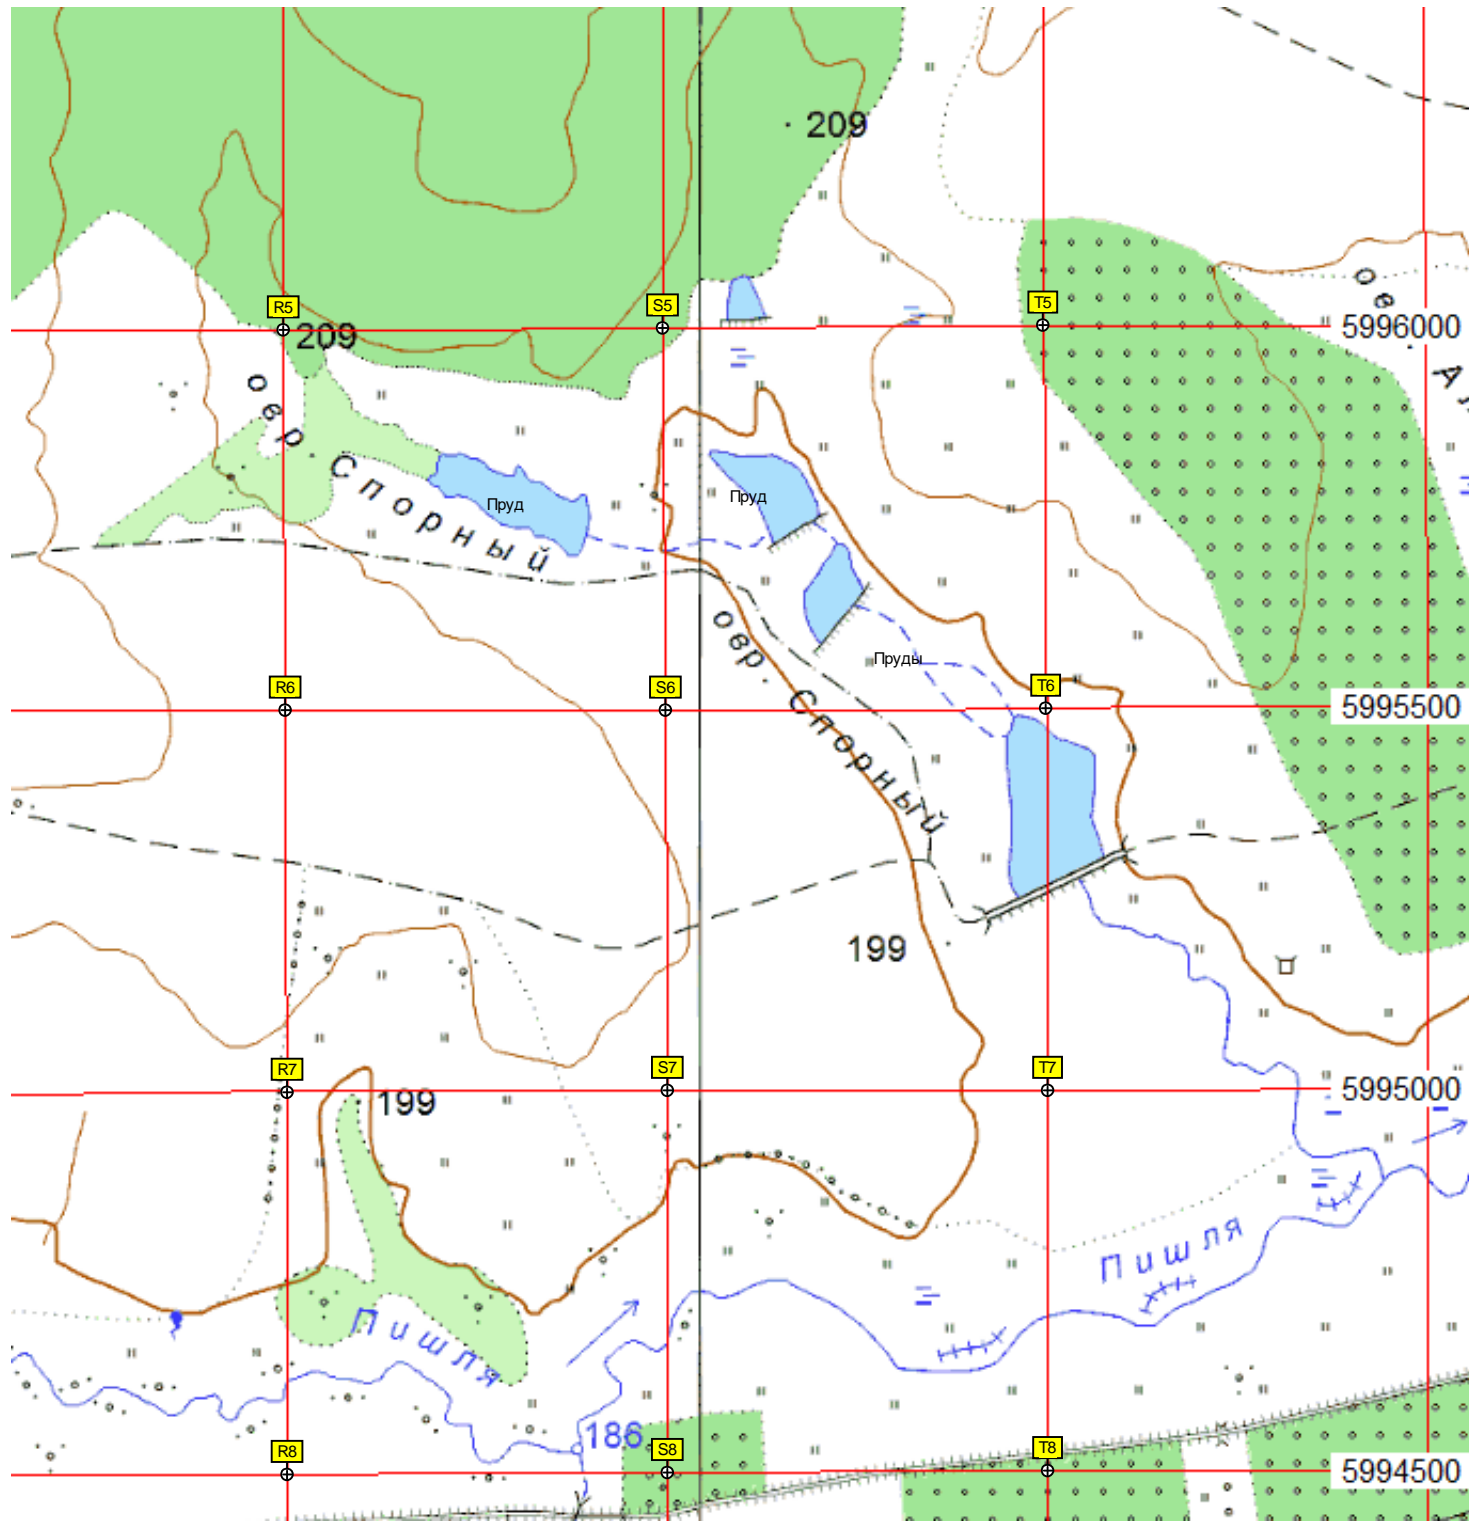 209
R5
S5
T5
209
5996000
овр.
А
овр. Спорный
Пруд
Пруд
Пруды
овр. Спорный
R6
S6
T6
5995500
199
R7
S7
T7
5995000
199
Пишля
Пишля
186
R8
S8
T8
5994500